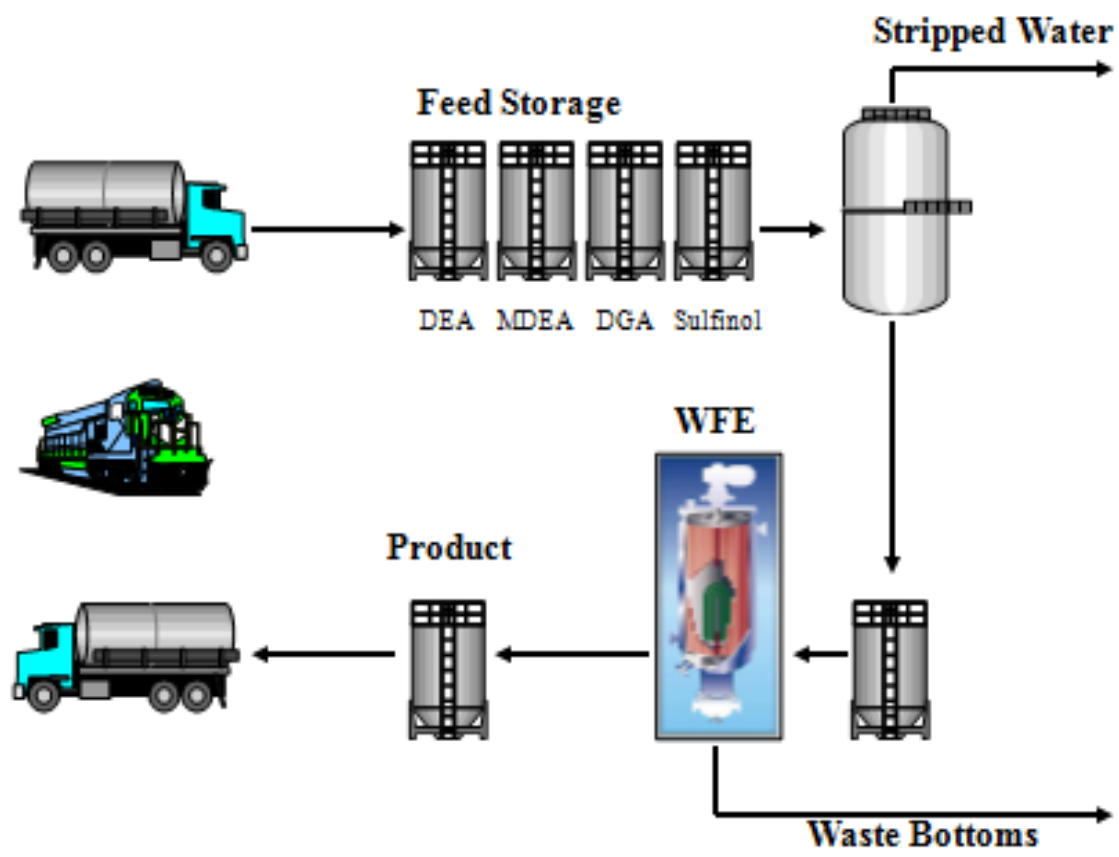 Stripped Water
Feed Storage
DEA MDEA DGA Sulfinol
WFE
Product
Waste Bottoms